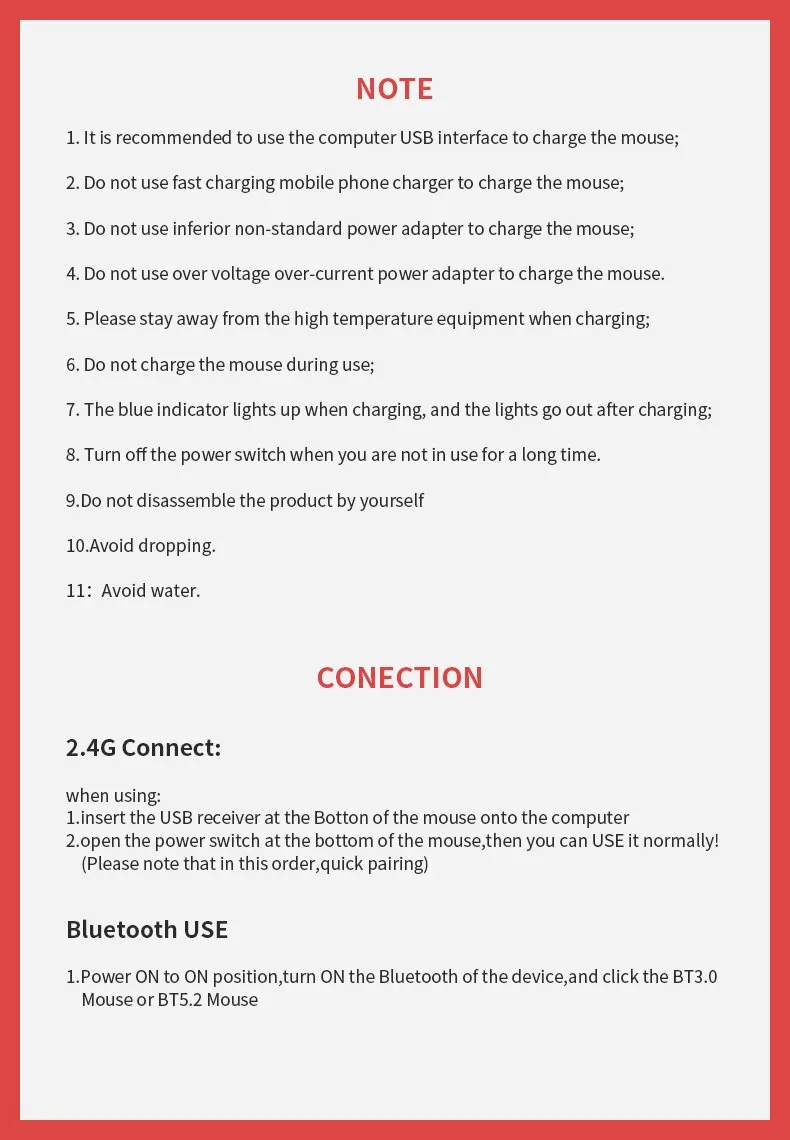 NOTE
1. It is recommended to use the computer USB interface to charge the mouse;
2. Do not use fast charging mobile phone charger to charge the mouse;
3. Do not use inferior non-standard power adapter to charge the mouse;
4. Do not use over voltage over-current power adapter to charge the mouse.
5. Please stay away from the high temperature equipment when charging;
6. Do not charge the mouse during use;
7. The blue indicator lights up when charging, and the lights go out after charging;
8. Turn off the power switch when you are not in use for a long time.
9.Do not disassemble the product by yourself
10.Avoid dropping.
11：Avoid water.
CONECTION
2.4G Connect:
when using:
1.insert the USB receiver at the Botton of the mouse onto the computer
2.open the power switch at the bottom of the mouse,then you can USE it normally!
(Please note that in this order,quick pairing)
Bluetooth USE
1.Power ON to ON position,turn ON the Bluetooth of the device,and click the BT3.0
Mouse or BT5.2 Mouse